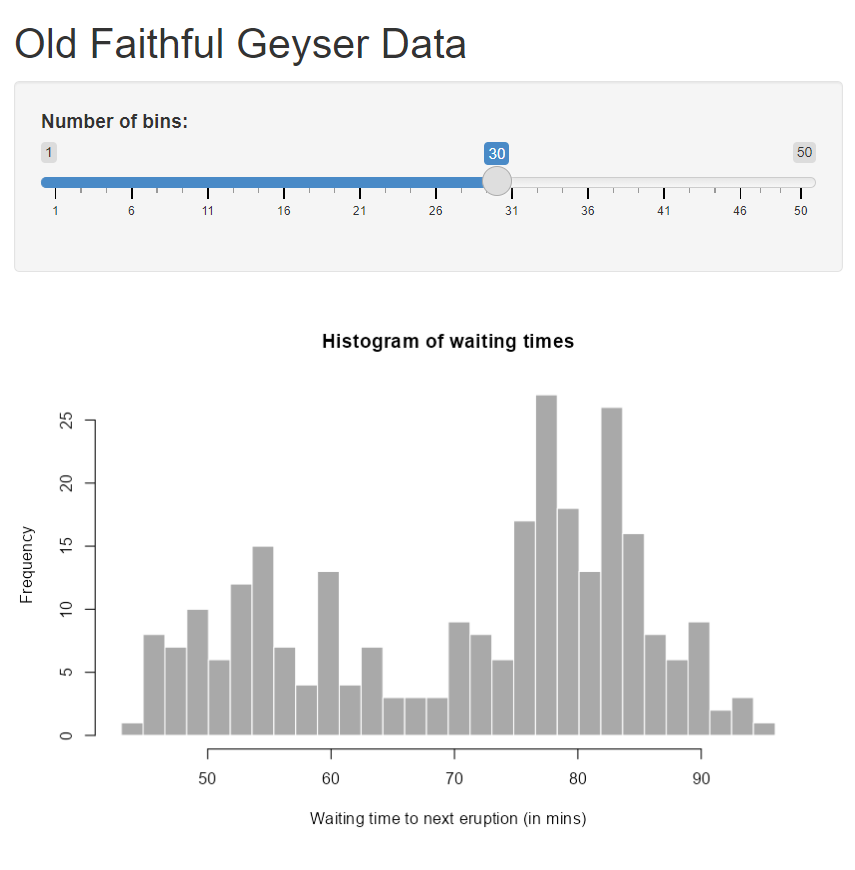 Old Faithful Geyser Data
Number of bins:
1 30 50
1 6 11 16 21 26 31 36 41 46 50
Histogram of waiting times
25
20
15
10
5
0
Frequency
50 60 70 80 90
Waiting time to next eruption (in mins)